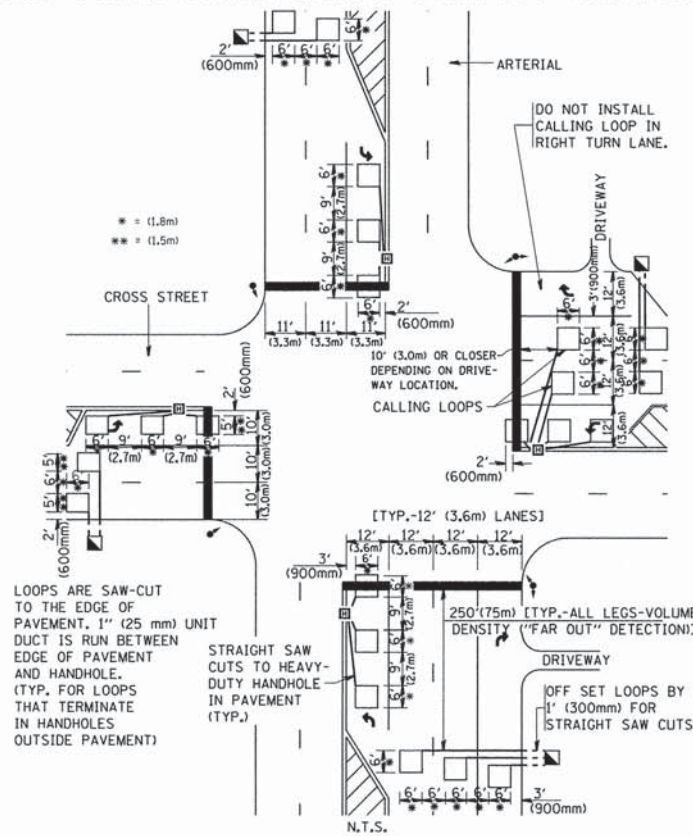 2'
(600mm)
6' 6' 6'
* * *
6' *
ARTERIAL
DO NOT INSTALL
CALLING LOOP IN
RIGHT TURN LANE.
DRIVEWAY
* = (1.8m)
** = (1.5m)
6' *
9'
(2.7m)
6' *
9'
(2.7m)
6' *
H
CROSS STREET
6'
*
2'
(600mm)
11' 11' 11'
(3.3m) (3.3m) (3.3m)
6'
*
3'(900mm)
12'
(3.6m)
12'
(3.6m)
12'
(3.6m)
6' 6' 6'
6' 6' 6'
10' (3.0m) OR CLOSER
DEPENDING ON DRIVE-
WAY LOCATION.
CALLING LOOPS
H
2'
(600mm)
2'
(600mm)
H
5'
10'
(3.0m)
10'
(3.0m)
10'
(3.0m)
6' 9' 6' 9' 6'
* (2.7m) * (2.7m) *
5'
6'
5'
6'
*
2'
(600mm)
[TYP.-12' (3.6m) LANES]
12' 12' 12' 12'
(3.6m) (3.6m) (3.6m) (3.6m)
3'
(900mm)
6'
*
H
6' *
9'
(2.7m)
6' *
9'
(2.7m)
6' *
250'(75m) [TYP.-ALL LEGS-VOLUME
DENSITY ("FAR OUT" DETECTION)]
LOOPS ARE SAW-CUT
TO THE EDGE OF
PAVEMENT. 1" (25 mm) UNIT
DUCT IS RUN BETWEEN
EDGE OF PAVEMENT
AND HANDHOLE.
(TYP. FOR LOOPS
THAT TERMINATE
IN HANDHOLES
OUTSIDE PAVEMENT)
STRAIGHT SAW
CUTS TO HEAVY-
DUTY HANDHOLE
IN PAVEMENT
(TYP.)
DRIVEWAY
OFF SET LOOPS BY
1' (300mm) FOR
STRAIGHT SAW CUTS
6' *
6' 6' 6' 6' 6'
* * * * *
3'
(900mm)
N.T.S.